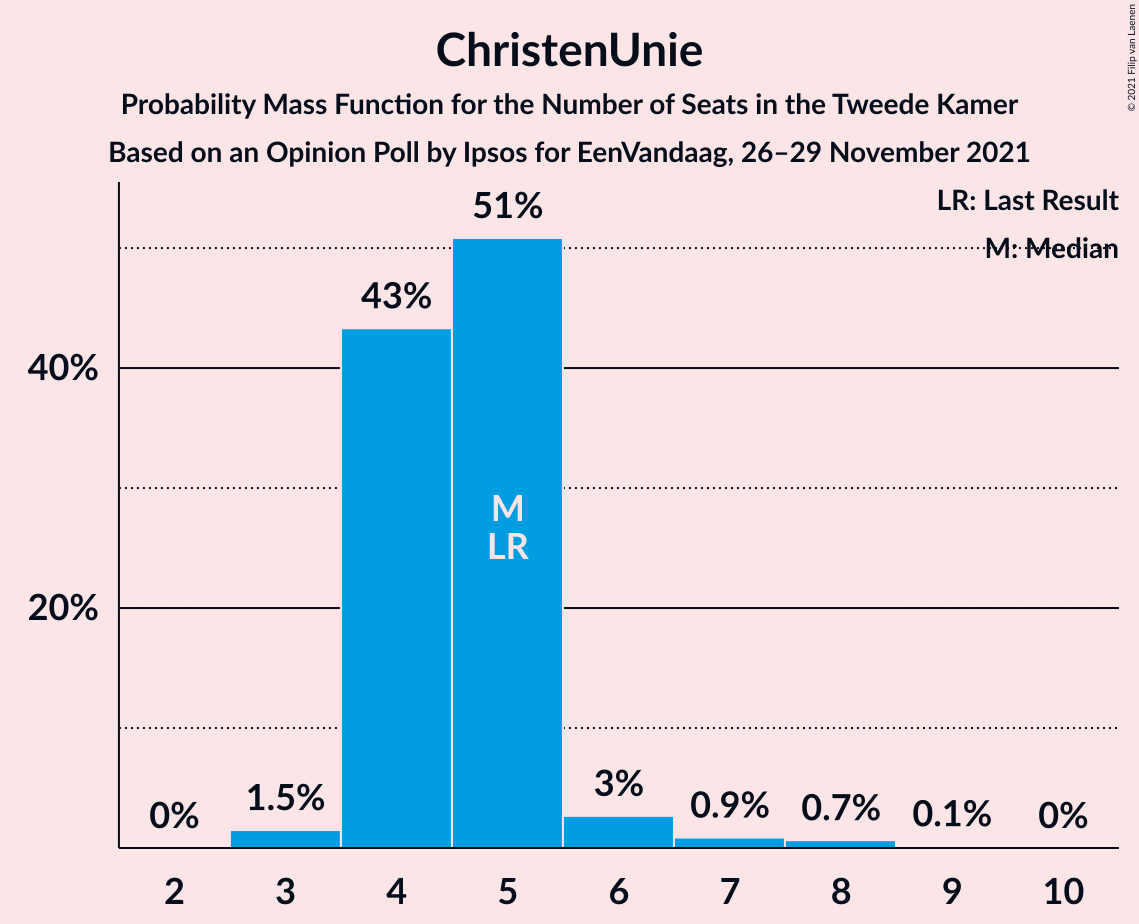 ChristenUnie
Probability Mass Function for the Number of Seats in the Tweede Kamer
Based on an Opinion Poll by Ipsos for EenVandaag, 26–29 November 2021
© 2021 Filip van Laenen
LR: Last Result
M: Median
51%
43%
40%
M
LR
20%
3%
1.5%
0.9%
0.7%
0.1%
0%
0%
2 3 4 5 6 7 8 9 10